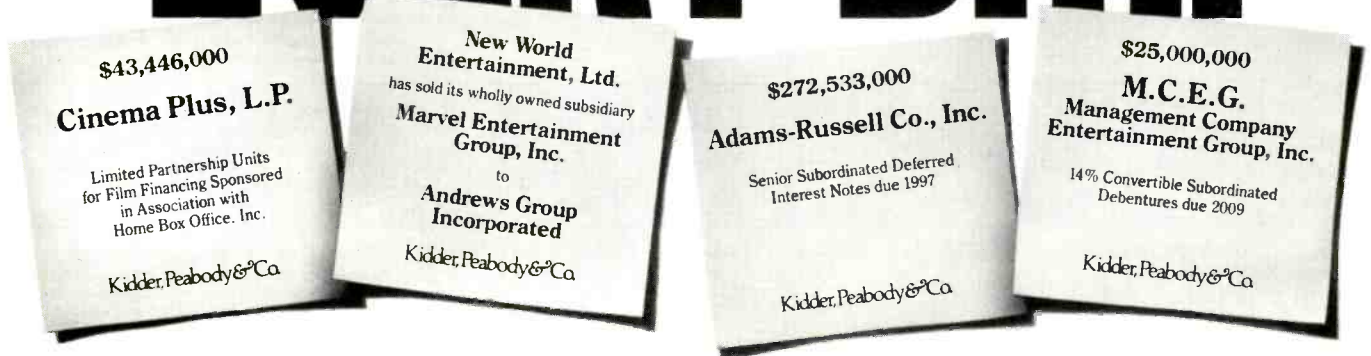 $43,446,000
Cinema Plus, L.P.
Limited Partnership Units
for Film Financing Sponsored
in Association with
Home Box Office. Inc.
Kidder, Peabody & Co.
New World
Entertainment, Ltd.
has sold its wholly owned subsidiary
Marvel Entertainment
Group, Inc.
to
Andrews Group
Incorporated
Kidder, Peabody & Co.
$272,533,000
Adams-Russell Co., Inc.
Senior Subordinated Deferred
Interest Notes due 1997
Kidder, Peabody & Co.
$25,000,000
M.C.E.G.
Management Company
Entertainment Group, Inc.
14% Convertible Subordinated
Debentures due 2009
Kidder, Peabody & Co.